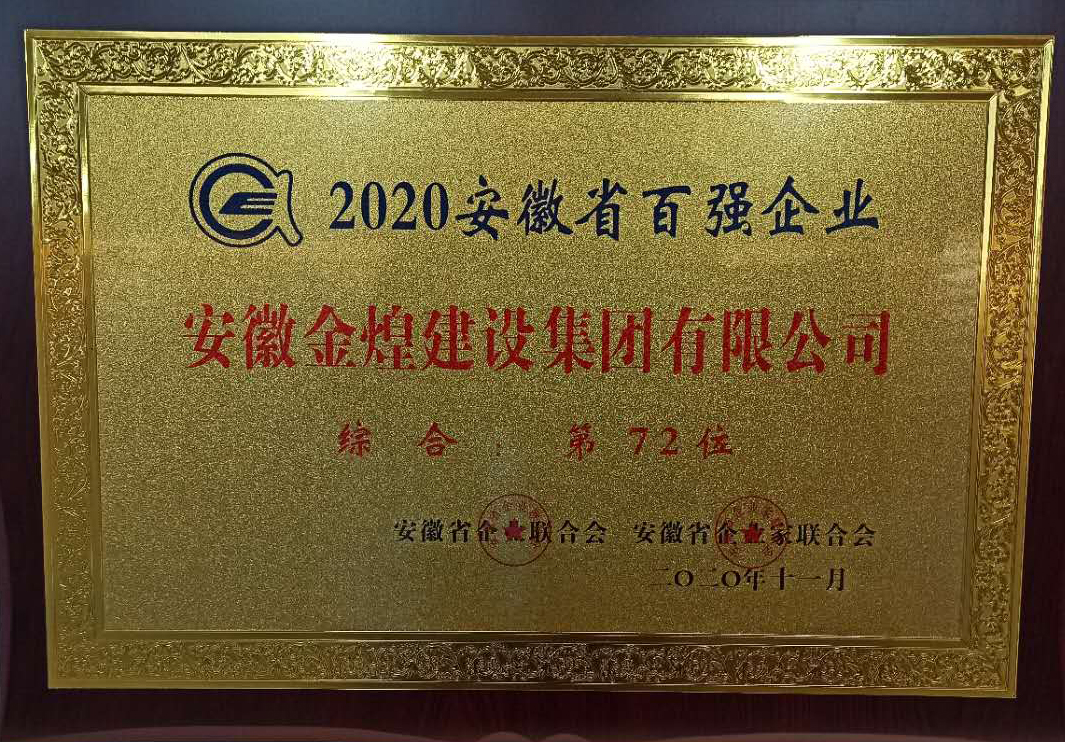 2020安徽省百强企业
安徽金煌建设集团有限公司
综 合 : 第 72 位
安徽省企业联合会 安徽省企业家联合会
二〇二〇年十一月